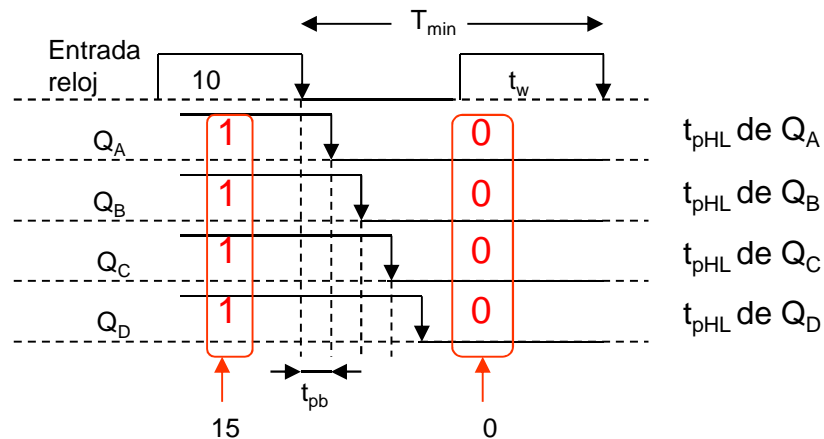 T_min
Entrada
reloj
10
t_w
Q_A 1 0 t_pHL de Q_A
Q_B 1 0 t_pHL de Q_B
Q_C 1 0 t_pHL de Q_C
Q_D 1 0 t_pHL de Q_D
t_pb
15 0